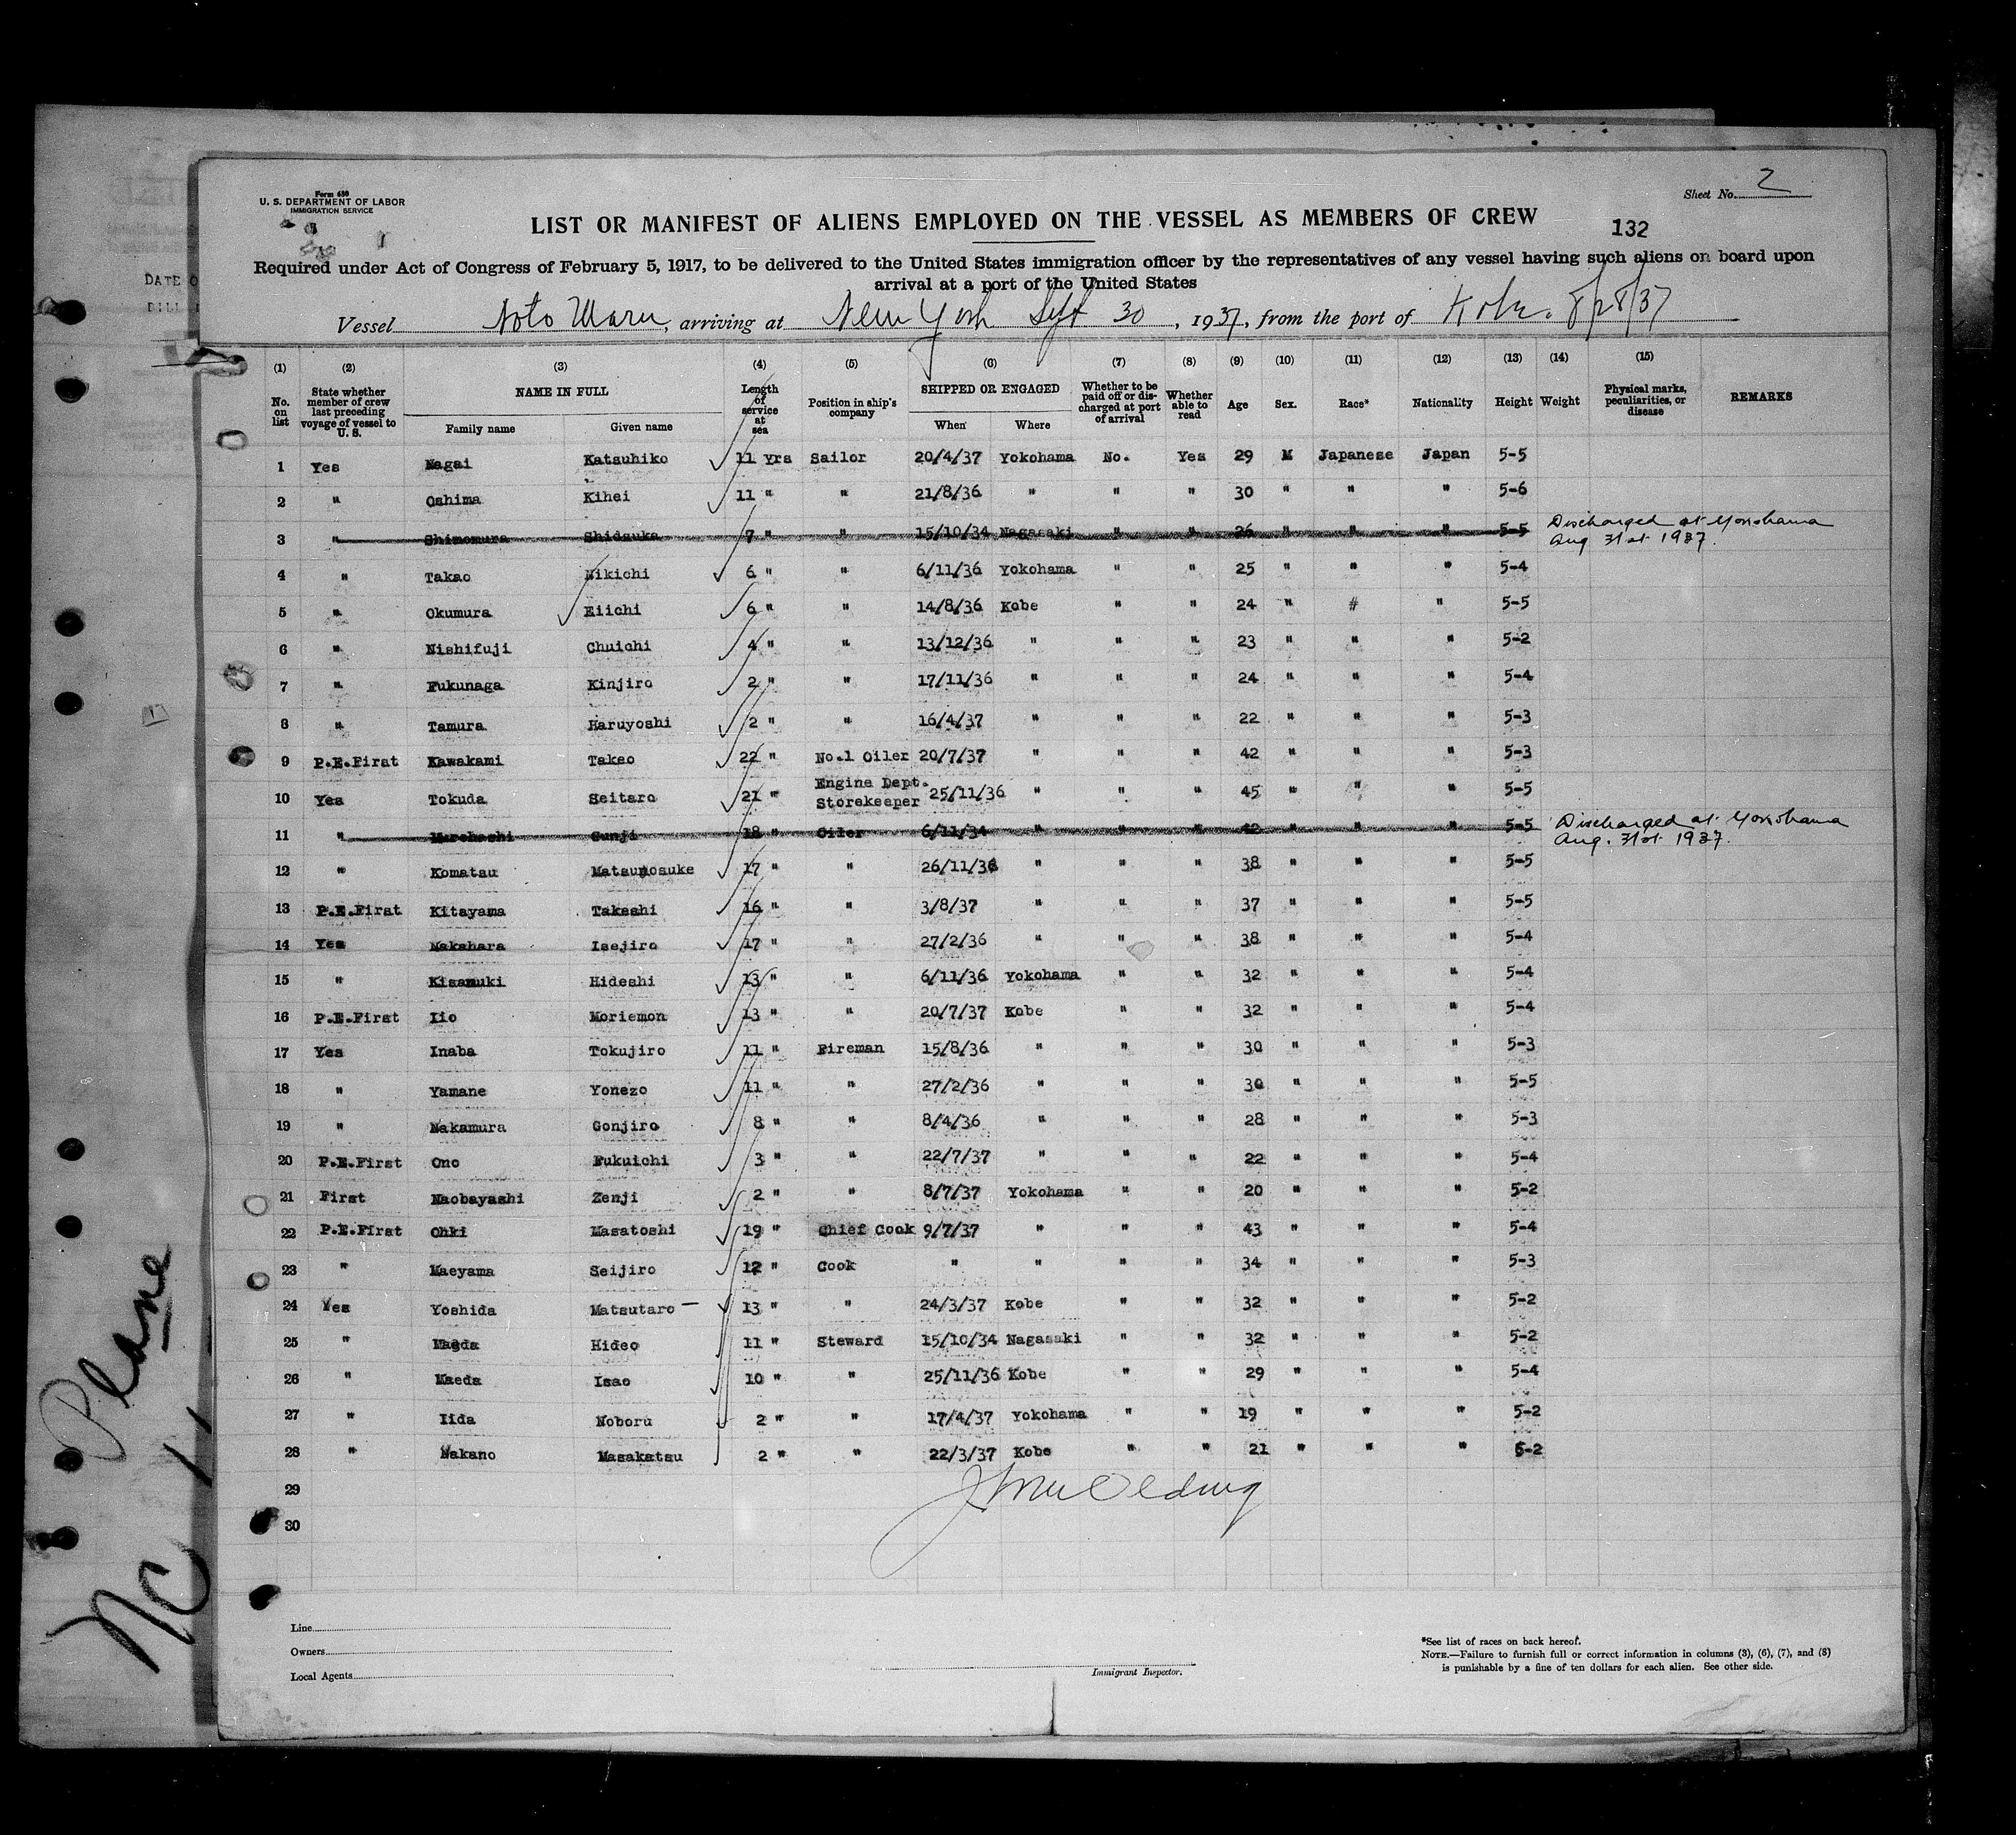 Form 680
U. S. DEPARTMENT OF LABOR
IMMIGRATION SERVICE
Sheet No. 2
LIST OR MANIFEST OF ALIENS EMPLOYED ON THE VESSEL AS MEMBERS OF CREW
132
Required under Act of Congress of February 5, 1917, to be delivered to the United States immigration officer by the representatives of any vessel having such aliens on board upon
arrival at a port of the United States
Vessel Noto Maru, arriving at New York Sept 30, 1937, from the port of Kobe. 8/28/37
(1) (2) (3) (4) (5) (6) (7) (8) (9) (10) (11) (12) (13) (14) (15)
No. on list State whether member of crew last preceding voyage of vessel to U. S. NAME IN FULL Family name Given name Length of service at sea Position in ship's company SHIPPED OR ENGAGED When Where Whether to be paid off or discharged at port of arrival Whether able to read Age Sex. Race* Nationality Height Weight Physical marks, peculiarities, or disease REMARKS
1 Yes Nagai Katsuhiko 11 yrs Sailor 20/4/37 Yokohama No. Yes 29 M Japanese Japan 5-5
2 " Oshima Kihei 11 " " 21/8/36 " " " 30 " " " 5-6
3 " Shimomura Shidzuka 7 " " 15/10/34 Nagasaki " " 26 " " " 5-5 Discharged at Yokohama
Aug 31st 1937.
4 " Takao Nikichi 6 " " 6/11/36 Yokohama " " 25 " " " 5-4
5 " Okumura Eiichi 6 " " 14/8/36 Kobe " " 24 " # " 5-5
6 " Nishifuji Chuichi 4 " " 13/12/36 " " " 23 " " " 5-2
7 " Fukunaga Kinjiro 2 " " 17/11/36 " " " 24 " " " 5-4
8 " Tamura Haruyoshi 2 " " 16/4/37 " " " 22 " " " 5-3
9 P.E.First Kawakami Takao 22 " No.1 Oiler 20/7/37 " " " 42 " " " 5-3
10 Yes Tokuda Seitaro 21 " Engine Dept. Storekeeper 25/11/36 " " " 45 " " " 5-5
11 " Murohashi Gunji 18 " Oiler 6/11/34 " " " 42 " " " 5-5 Discharged at Yokohama
Aug. 31st 1937.
12 " Komatsu Matsunosuke 17 " " 26/11/36 " " " 38 " " " 5-5
13 P.E.First Kitayama Takeshi 16 " " 3/8/37 " " " 37 " " " 5-5
14 Yes Nakahara Isejiro 17 " " 27/2/36 " " " 38 " " " 5-4
15 " Kisanuki Hideshi 13 " " 6/11/36 Yokohama " " 32 " " " 5-4
16 P.E.First Iio Moriemon 13 " " 20/7/37 Kobe " " 32 " " " 5-4
17 Yes Inaba Tokujiro 11 " Fireman 15/8/36 " " " 30 " " " 5-3
18 " Yamane Yonezo 11 " " 27/2/36 " " " 30 " " " 5-5
19 " Nakamura Gonjiro 8 " " 8/4/36 " " " 28 " " " 5-3
20 P.E.First Ono Fukuichi 3 " " 22/7/37 " " " 22 " " " 5-4
21 First Naobayashi Zenji 2 " " 8/7/37 Yokohama " " 20 " " " 5-2
22 P.E.First Ohki Masatoshi 19 " Chief Cook 9/7/37 " " " 43 " " " 5-4
23 " Maeyama Seijiro 12 " Cook " " " " 34 " " " 5-3
24 Yes Yoshida Matsutaro 13 " " 24/3/37 Kobe " " 32 " " " 5-2
25 " Maeda Hideo 11 " Steward 15/10/34 Nagasaki " " 32 " " " 5-2
26 " Maeda Isao 10 " " 25/11/36 Kobe " " 29 " " " 5-4
27 " Iida Noboru 2 " " 17/4/37 Yokohama " " 19 " " " 5-2
28 " Nakano Masakatsu 2 " " 22/3/37 Kobe " " 21 " " " 5-2
29
30
Line
Owners
Local Agents
Immigrant Inspector.
*See list of races on back hereof.
NOTE.—Failure to furnish full or correct information in columns (3), (6), (7), and (8)
is punishable by a fine of ten dollars for each alien. See other side.
DATE O
BILL
Plane
NC